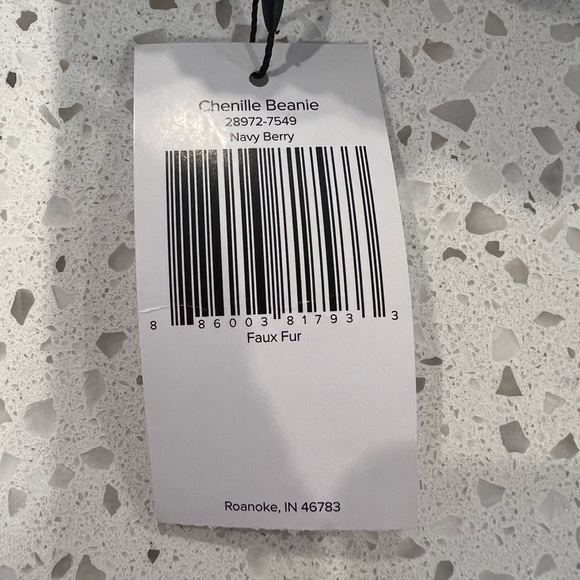 Chenille Beanie
28972-7549
Navy Berry
8 86003 81793 3
Faux Fur
Roanoke, IN 46783